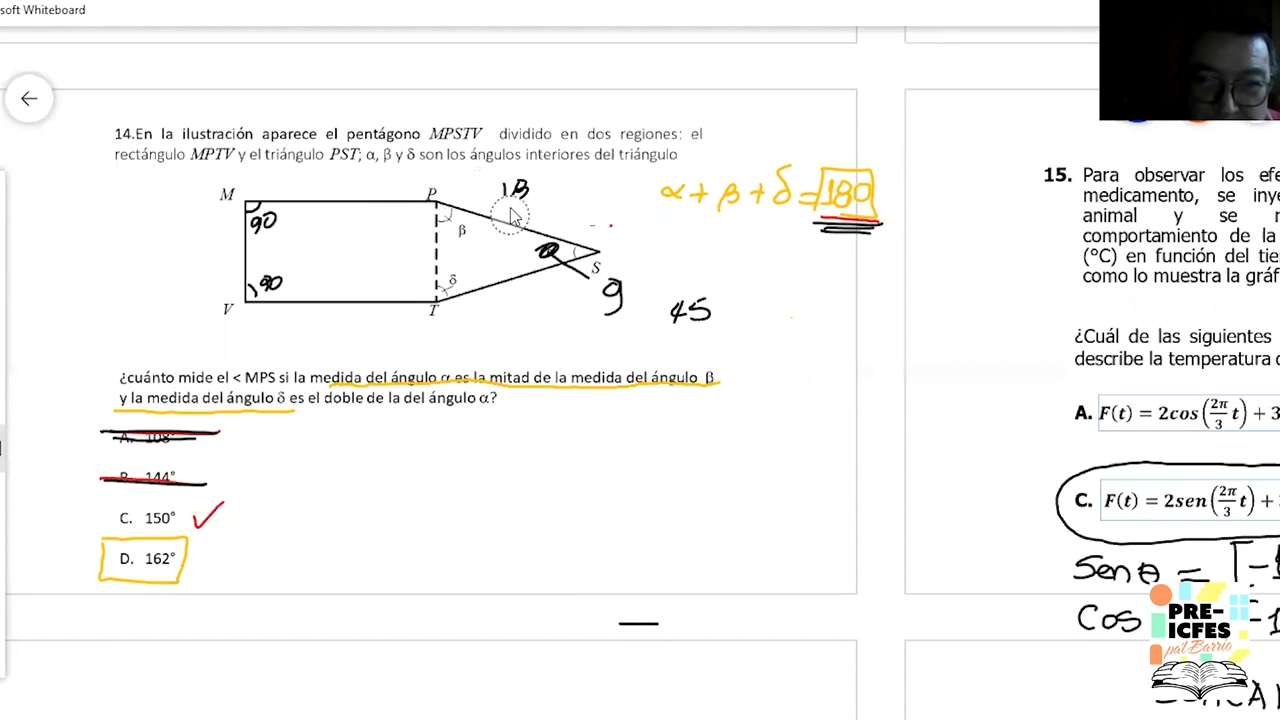 soft Whiteboard
14.En la ilustración aparece el pentágono MPSTV dividido en dos regiones: el
rectángulo MPTV y el triángulo PST; α, β y δ son los ángulos interiores del triángulo
α + β + δ = 180
M
P
90
β
S
90
δ
V
T
9
45
¿cuánto mide el < MPS si la medida del ángulo α es la mitad de la medida del ángulo β
y la medida del ángulo δ es el doble de la del ángulo α?
A. 108°
B. 144°
C. 150°
D. 162°
15. Para observar los efe
medicamento, se inye
animal y se
comportamiento de la
(°C) en función del tie
como lo muestra la gráf
¿Cuál de las siguientes
describe la temperatura
A. F(t) = 2cos(2π/3 t) + 3
C. F(t) = 2sen(2π/3 t) +
Sen θ =
Cos
PRE-
ICFES
pal Barrio